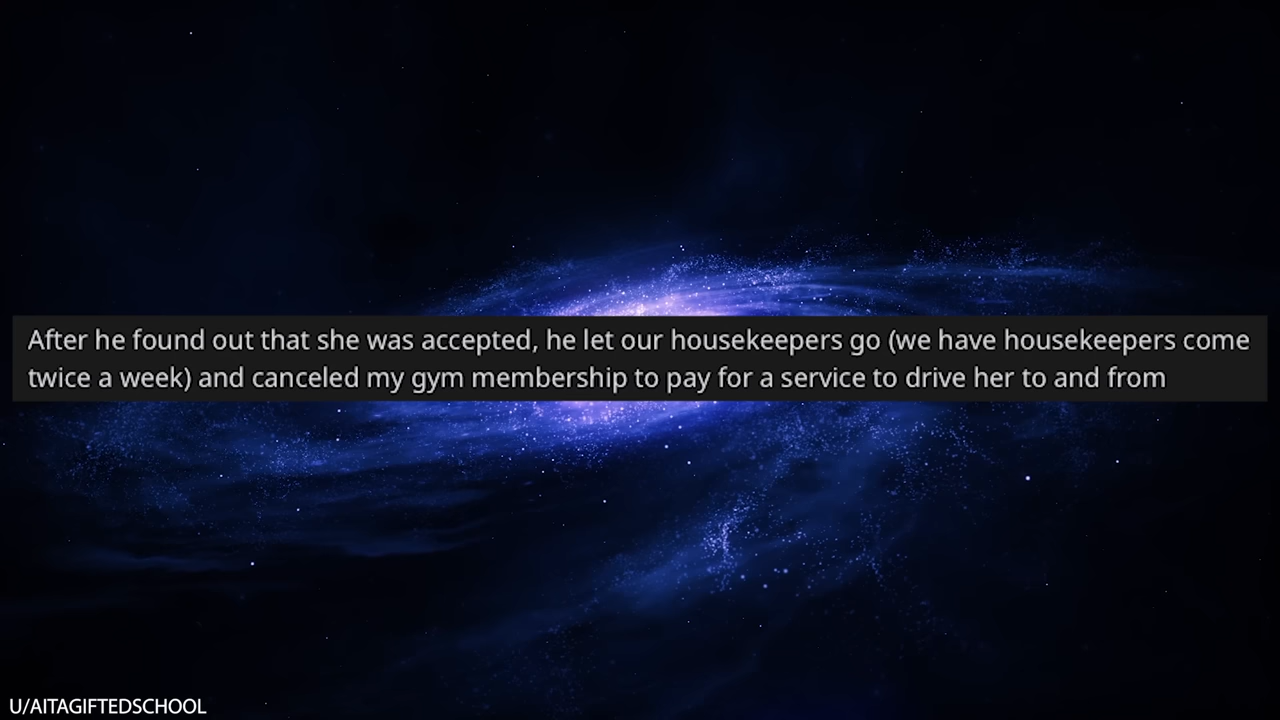 After he found out that she was accepted, he let our housekeepers go (we have housekeepers come
twice a week) and canceled my gym membership to pay for a service to drive her to and from
U/AITAGIFTEDSCHOOL